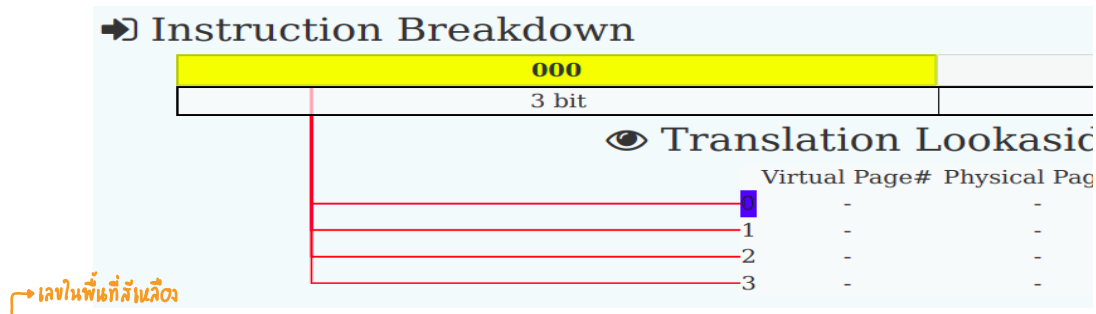 Instruction Breakdown
000
3 bit
Translation Lookasid
Virtual Page# Physical Pag
0 - -
1 - -
2 - -
3 - -
เลขในพื้นที่สีเหลือง